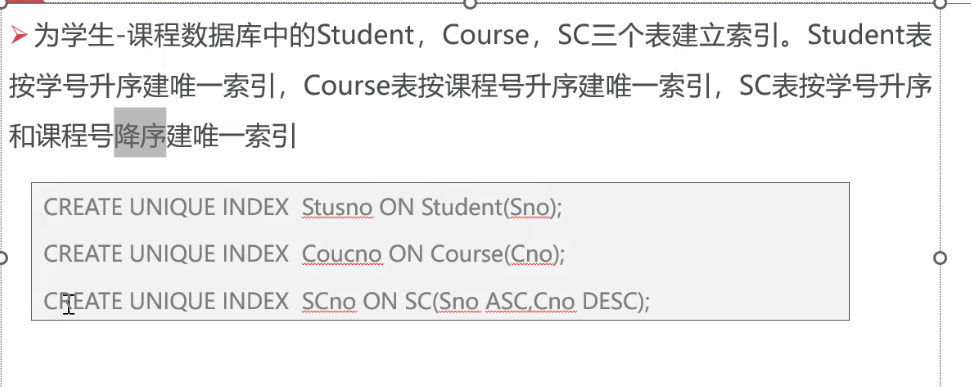 ➢为学生-课程数据库中的Student，Course，SC三个表建立索引。Student表
按学号升序建唯一索引，Course表按课程号升序建唯一索引，SC表按学号升序
和课程号降序建唯一索引
CREATE UNIQUE INDEX Stusno ON Student(Sno);
CREATE UNIQUE INDEX Coucno ON Course(Cno);
CREATE UNIQUE INDEX SCno ON SC(Sno ASC,Cno DESC);